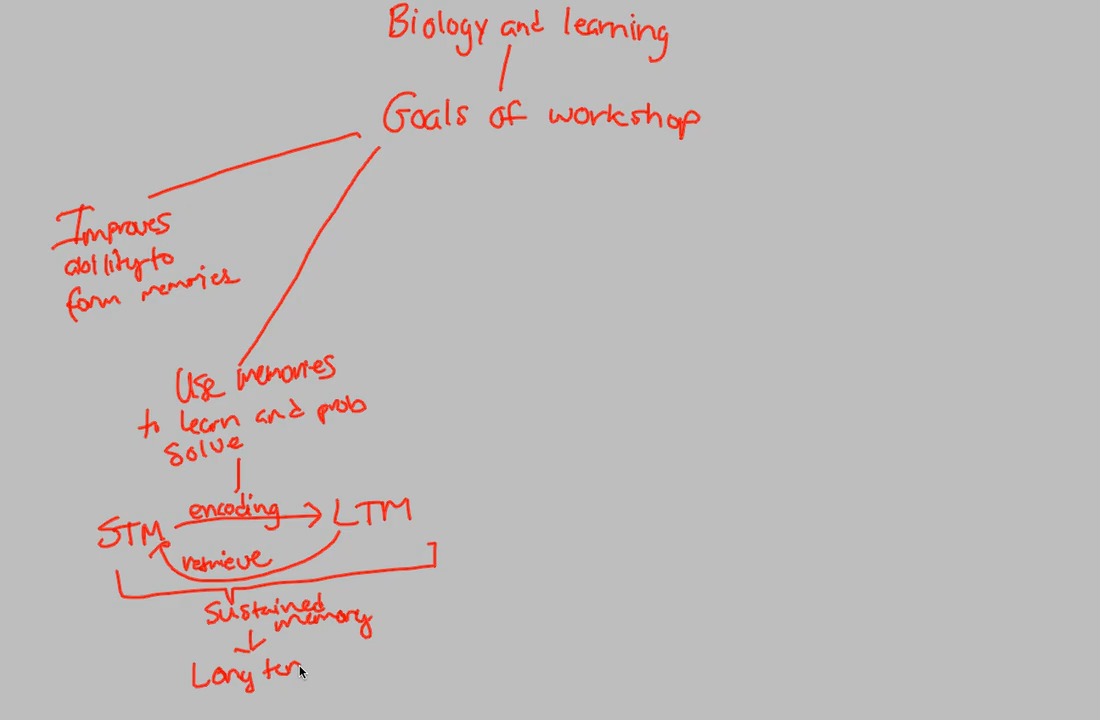 Biology and learning
Goals of workshop
Improves
ability to
form memories
Use memories
to learn and prob
solve
STM encoding LTM
retrieve
Sustained
memory
Long ter